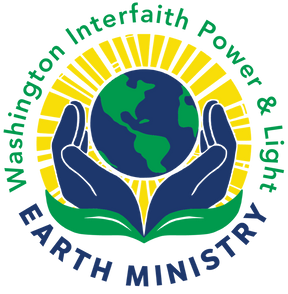 Washington Interfaith Power & Light
EARTH MINISTRY